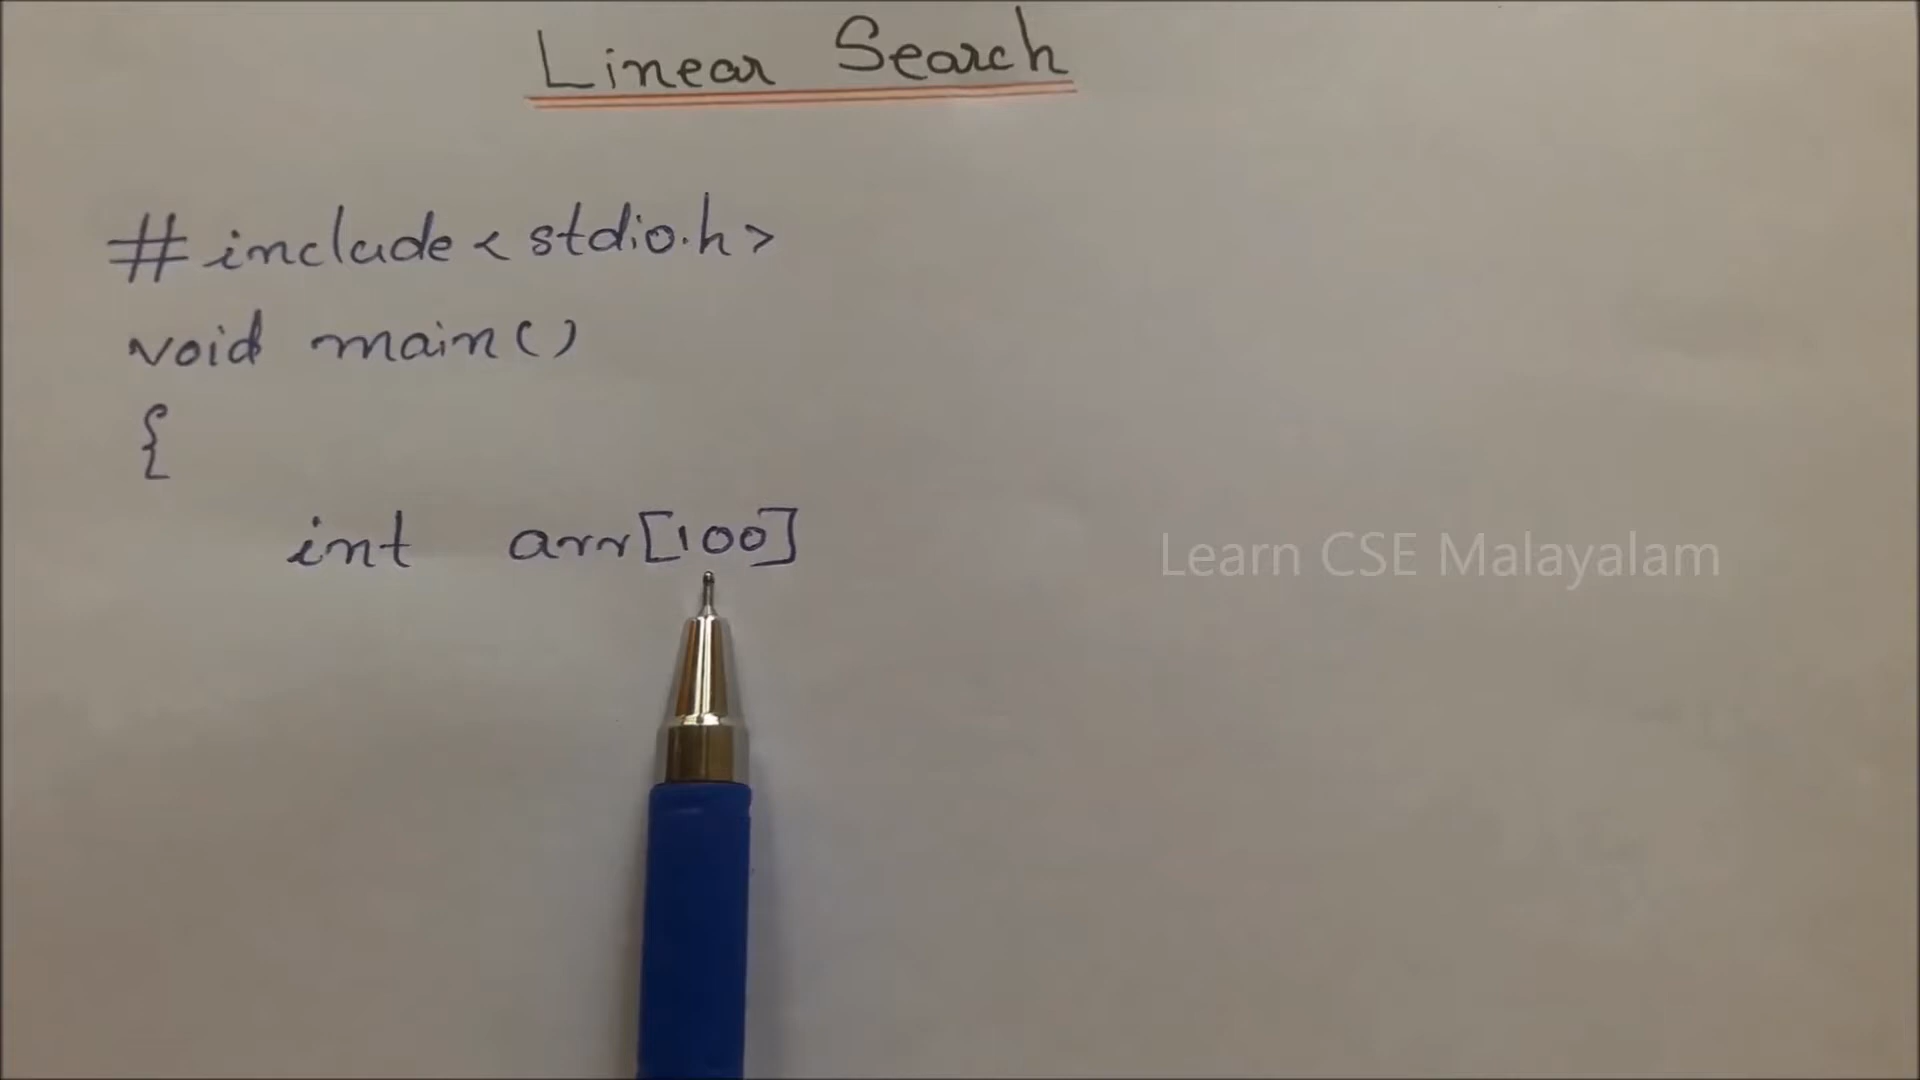 Linear Search
#include<stdio.h>
void main()
{
int arr[100]
Learn CSE Malayalam